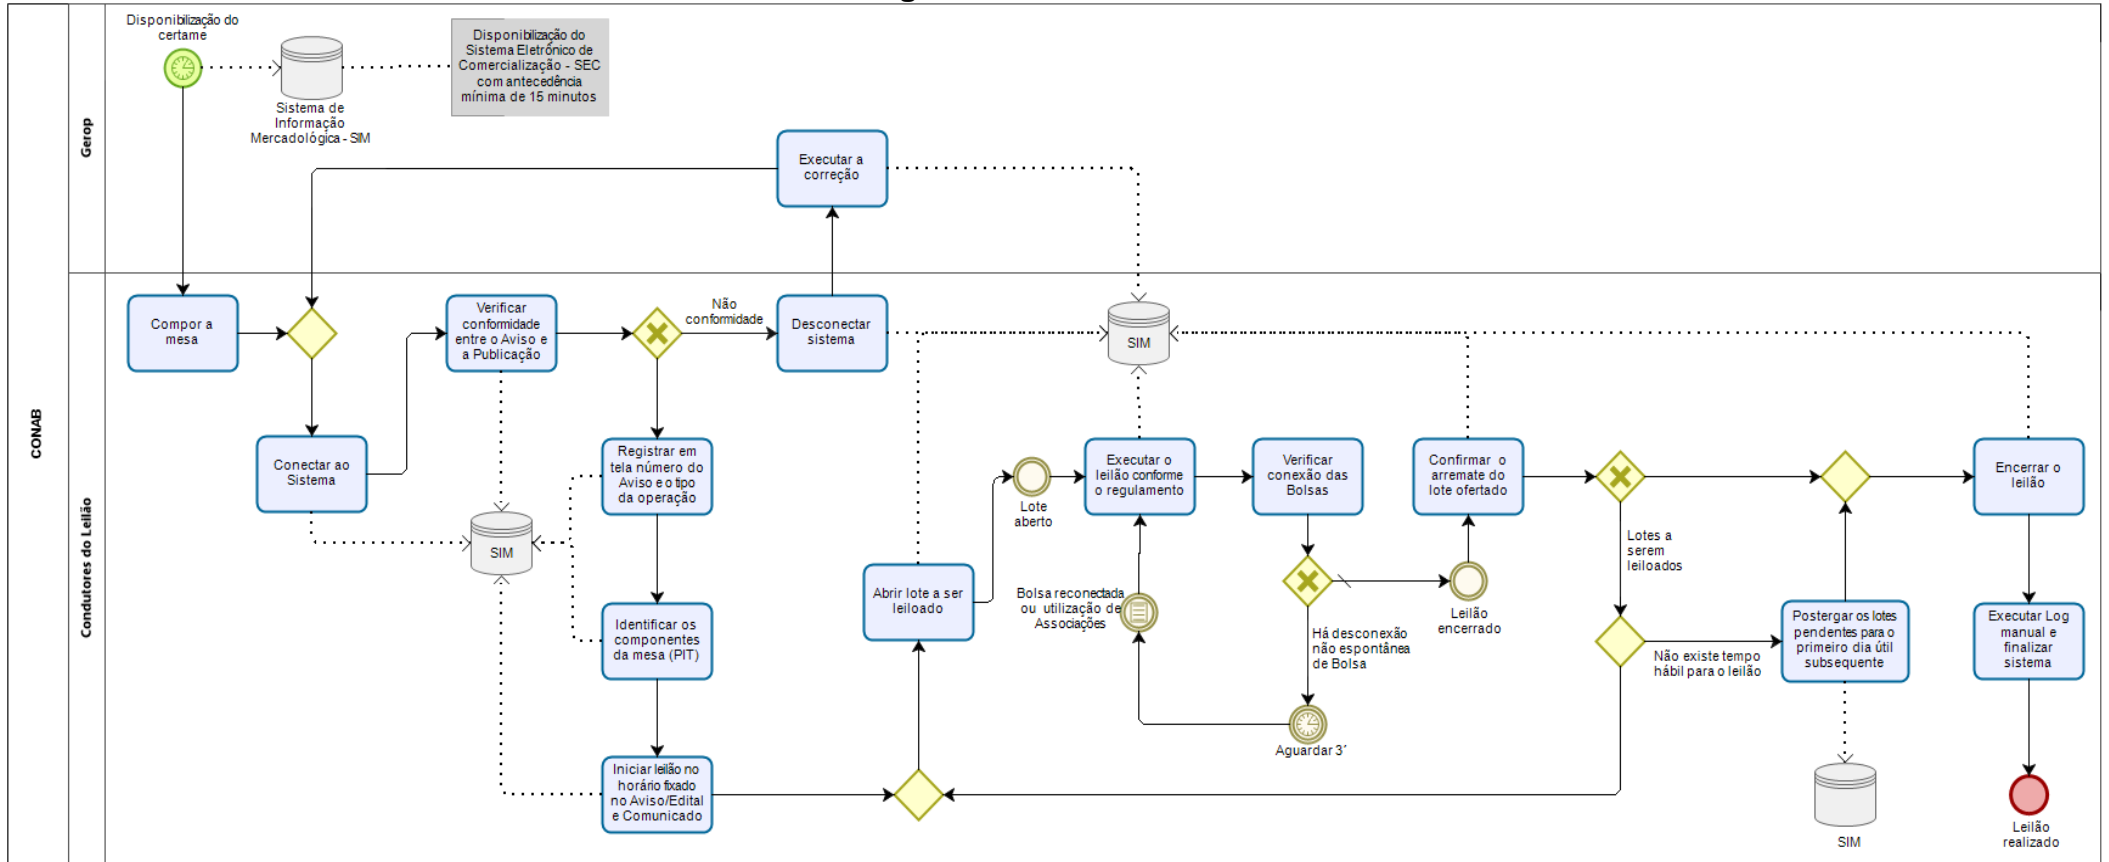 Disponibilização do
certame
Sistema de
Informação
Mercadológica - SIM
Disponibilização do
Sistema Eletrônico de
Comercialização - SEC
com antecedência
mínima de 15 minutos
Gerop
Executar a
correção
CONAB
Condutores do Leilão
Compor a
mesa
Verificar
conformidade
entre o Aviso e
a Publicação
Não
conformidade
Desconectar
sistema
SIM
Conectar ao
Sistema
Registrar em
tela número do
Aviso e o tipo
da operação
SIM
Identificar os
componentes
da mesa (PIT)
Iniciar leilão no
horário fixado
no Aviso/Edital
e Comunicado
Abrir lote a ser
leiloado
Lote
aberto
Executar o
leilão conforme
o regulamento
Verificar
conexão das
Bolsas
Bolsa reconectada
ou utilização de
Associações
Há desconexão
não espontânea
de Bolsa
Aguardar 3´
Leilão
encerrado
Confirmar o
arremate do
lote ofertado
Lotes a
serem
leiloados
Não existe tempo
hábil para o leilão
Postergar os lotes
pendentes para o
primeiro dia útil
subsequente
SIM
Encerrar o
leilão
Executar Log
manual e
finalizar
sistema
Leilão
realizado